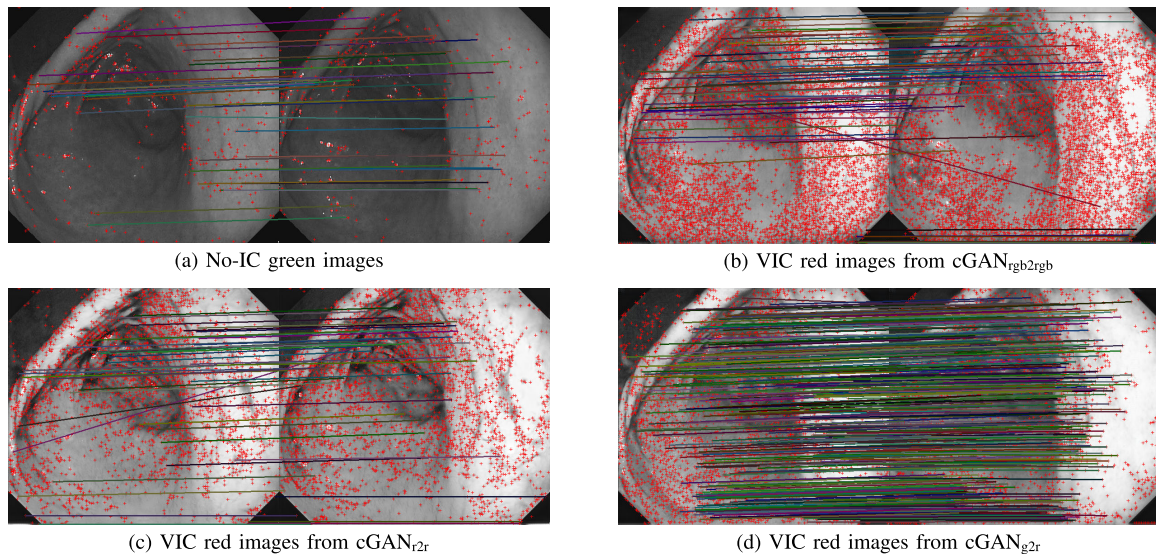 (a) No-IC green images
(b) VIC red images from cGANrgb2rgb
(c) VIC red images from cGANr2r
(d) VIC red images from cGANg2r